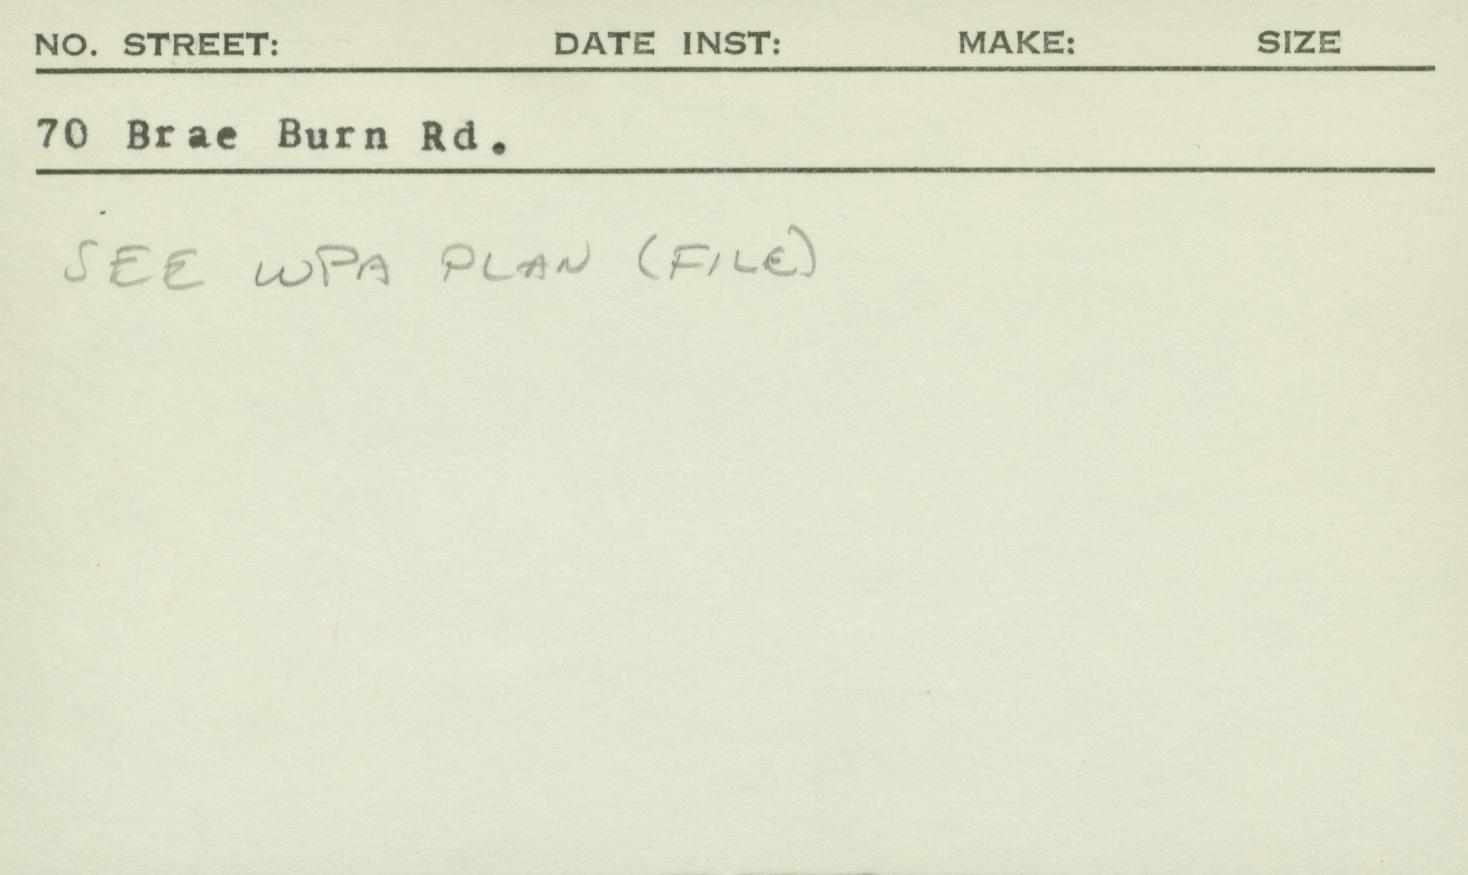 NO. STREET: DATE INST: MAKE: SIZE
70 Brae Burn Rd.
SEE WPA PLAN (FILE)